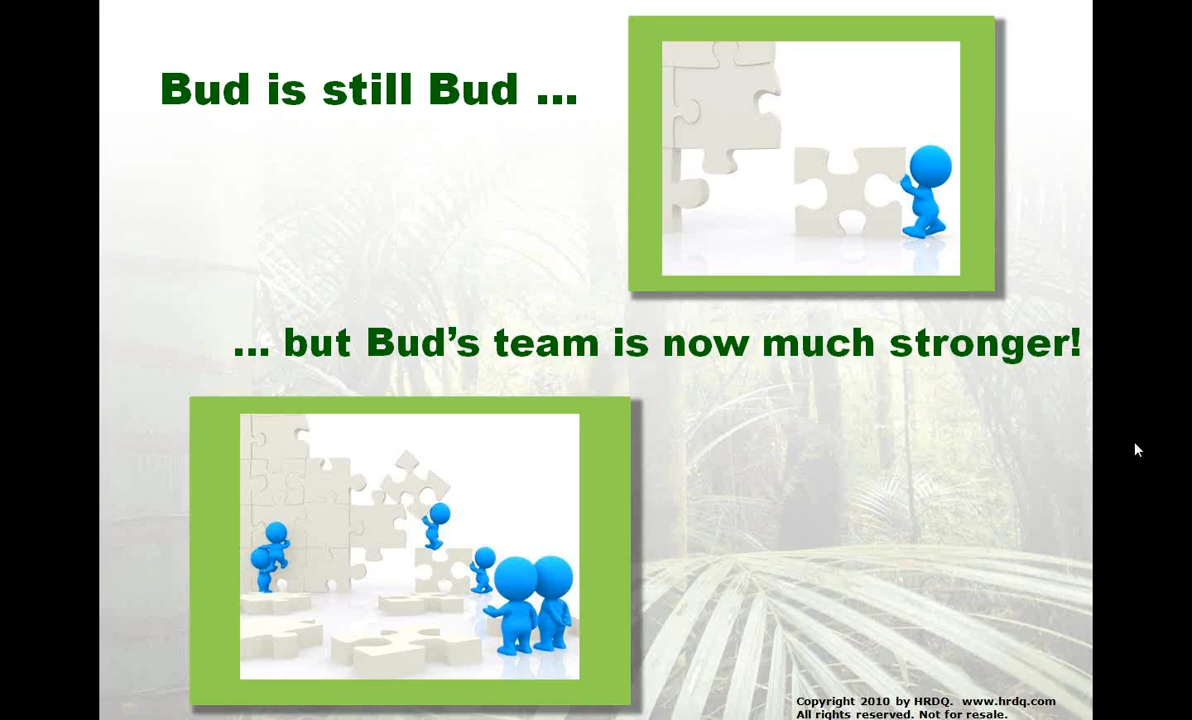 Bud is still Bud ...
... but Bud’s team is now much stronger!
Copyright 2010 by HRDQ.  www.hrdq.com
All rights reserved. Not for resale.